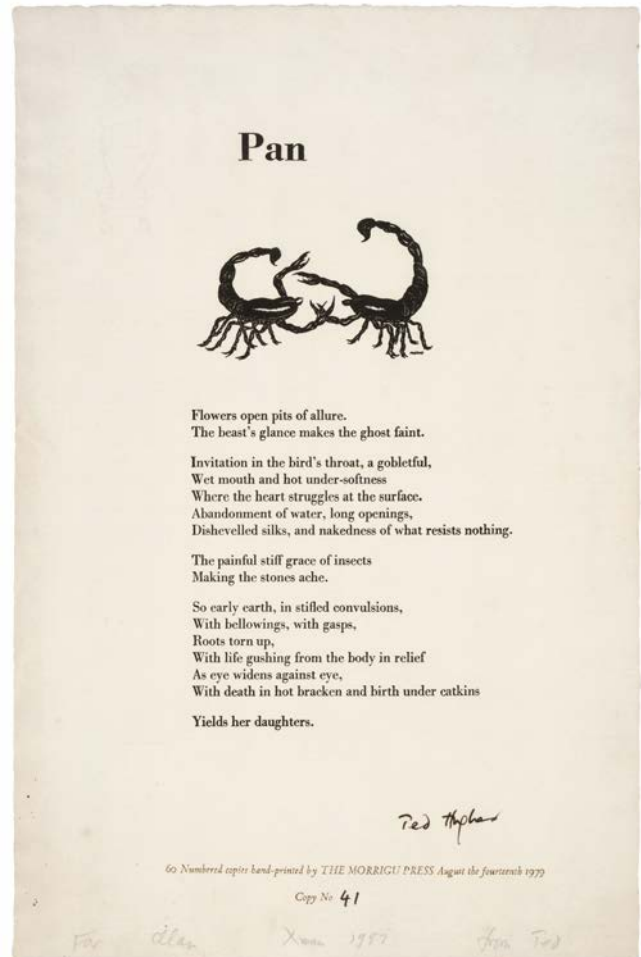 Pan
Flowers open pits of allure.
The beast's glance makes the ghost faint.
Invitation in the bird's throat, a gobletful,
Wet mouth and hot under-softness
Where the heart struggles at the surface.
Abandonment of water, long openings,
Dishevelled silks, and nakedness of what resists nothing.
The painful stiff grace of insects
Making the stones ache.
So early earth, in stifled convulsions,
With bellowings, with gasps,
Roots torn up,
With life gushing from the body in relief
As eye widens against eye,
With death in hot bracken and birth under catkins
Yields her daughters.
Ted Hughes
60 Numbered copies hand-printed by THE MORRIGU PRESS August the fourteenth 1979
Copy No 41
For Alan Xmas from Ted